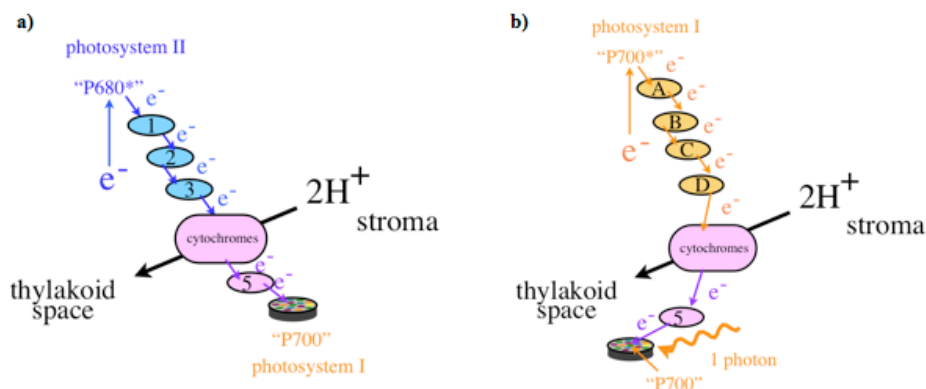 a)
photosystem II
“P680*”
e-
1
e-
2
e-
e-
3
e-
2H+
stroma
cytochromes
thylakoid
space
e-
5
e-
“P700”
photosystem I
b)
photosystem I
“P700*”
e-
A
e-
B
e-
e-
C
e-
D
e-
2H+
stroma
cytochromes
thylakoid
space
e-
e-
5
1 photon
“P700”